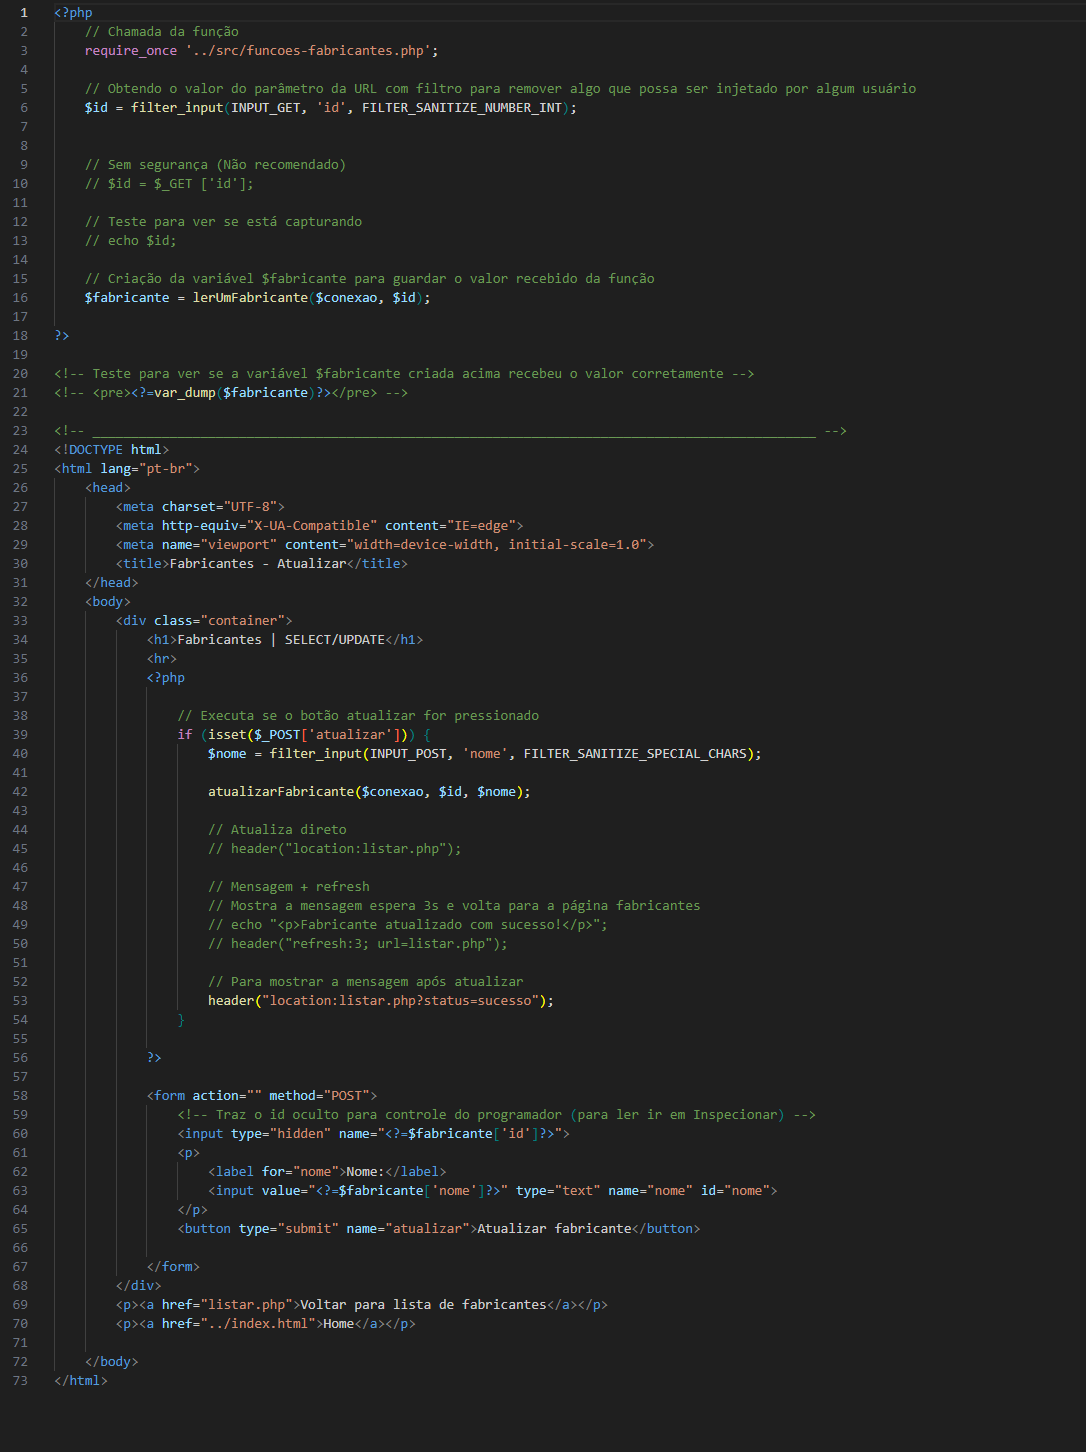 1 <?php
2 // Chamada da função
3 require_once '../src/funcoes-fabricantes.php';
4
5 // Obtendo o valor do parâmetro da URL com filtro para remover algo que possa ser injetado por algum usuário
6 $id = filter_input(INPUT_GET, 'id', FILTER_SANITIZE_NUMBER_INT);
7
8
9 // Sem segurança (Não recomendado)
10 // $id = $_GET ['id'];
11
12 // Teste para ver se está capturando
13 // echo $id;
14
15 // Criação da variável $fabricante para guardar o valor recebido da função
16 $fabricante = lerUmFabricante($conexao, $id);
17
18 ?>
19
20 <!-- Teste para ver se a variável $fabricante criada acima recebeu o valor corretamente -->
21 <!-- <pre><?=var_dump($fabricante)?></pre> -->
22
23 <!-- ______________________________________________________________________________________________ -->
24 <!DOCTYPE html>
25 <html lang="pt-br">
26 <head>
27 <meta charset="UTF-8">
28 <meta http-equiv="X-UA-Compatible" content="IE=edge">
29 <meta name="viewport" content="width=device-width, initial-scale=1.0">
30 <title>Fabricantes - Atualizar</title>
31 </head>
32 <body>
33 <div class="container">
34 <h1>Fabricantes | SELECT/UPDATE</h1>
35 <hr>
36 <?php
37
38 // Executa se o botão atualizar for pressionado
39 if (isset($_POST['atualizar'])) {
40 $nome = filter_input(INPUT_POST, 'nome', FILTER_SANITIZE_SPECIAL_CHARS);
41
42 atualizarFabricante($conexao, $id, $nome);
43
44 // Atualiza direto
45 // header("location:listar.php");
46
47 // Mensagem + refresh
48 // Mostra a mensagem espera 3s e volta para a página fabricantes
49 // echo "<p>Fabricante atualizado com sucesso!</p>";
50 // header("refresh:3; url=listar.php");
51
52 // Para mostrar a mensagem após atualizar
53 header("location:listar.php?status=sucesso");
54 }
55
56 ?>
57
58 <form action="" method="POST">
59 <!-- Traz o id oculto para controle do programador (para ler ir em Inspecionar) -->
60 <input type="hidden" name="<?=$fabricante['id']?>">
61 <p>
62 <label for="nome">Nome:</label>
63 <input value="<?=$fabricante['nome']?>" type="text" name="nome" id="nome">
64 </p>
65 <button type="submit" name="atualizar">Atualizar fabricante</button>
66
67 </form>
68 </div>
69 <p><a href="listar.php">Voltar para lista de fabricantes</a></p>
70 <p><a href="../index.html">Home</a></p>
71
72 </body>
73 </html>